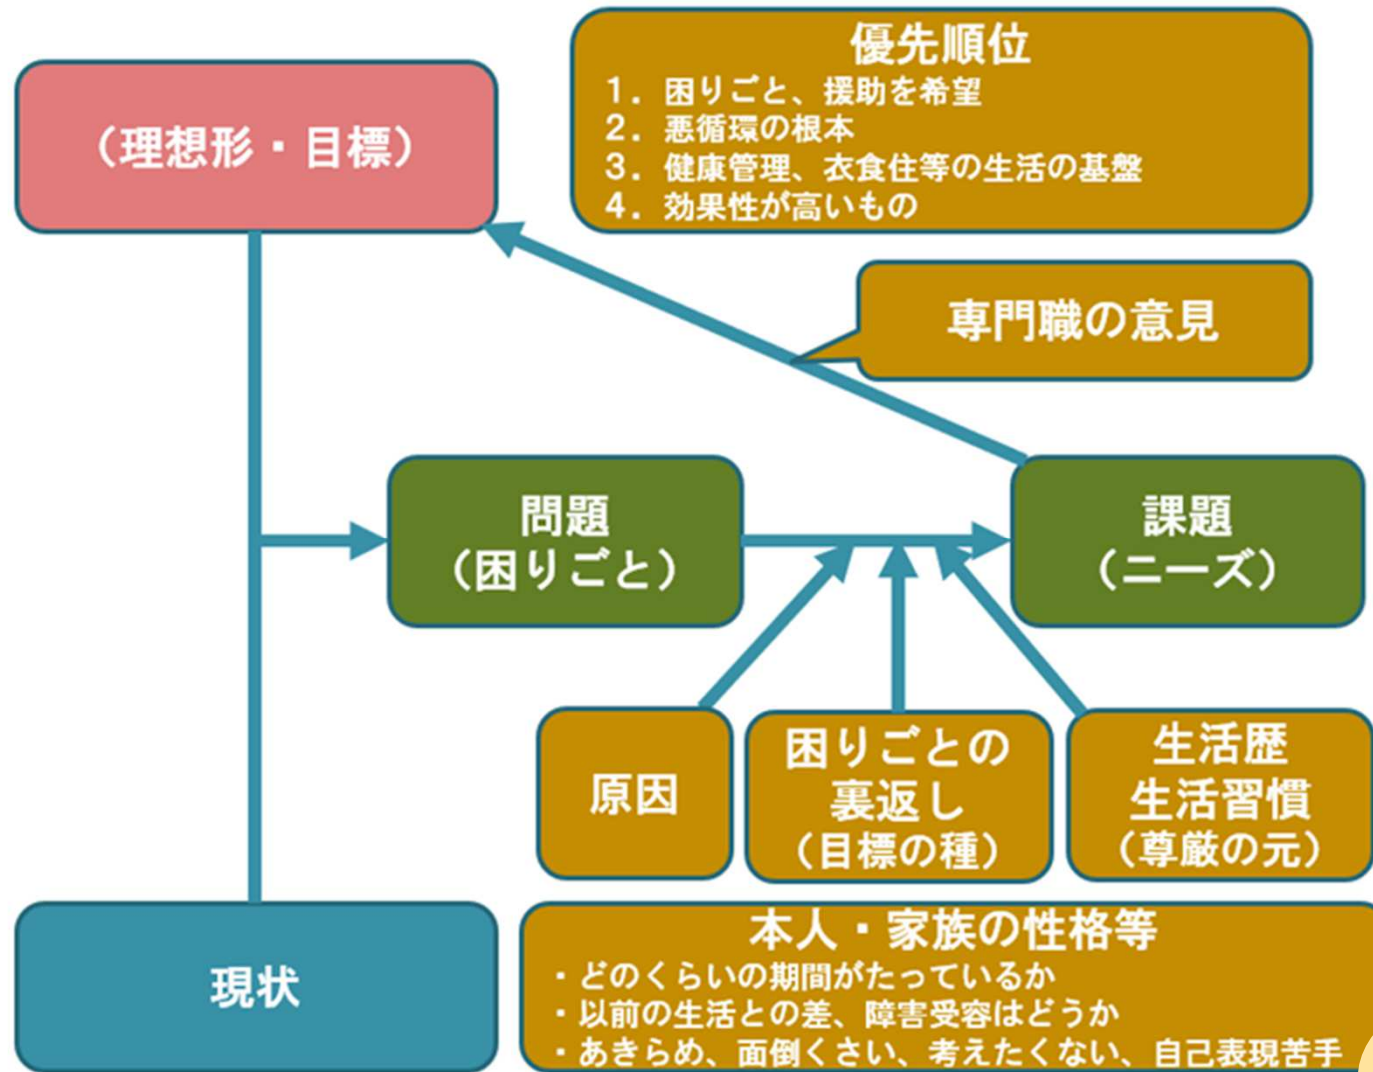 優先順位
1．困りごと、援助を希望
2．悪循環の根本
3．健康管理、衣食住等の生活の基盤
4．効果性が高いもの
（理想形・目標）
専門職の意見
問題
（困りごと）
課題
（ニーズ）
原因
困りごとの
裏返し
（目標の種）
生活歴
生活習慣
（尊厳の元）
現状
本人・家族の性格等
・どのくらいの期間がたっているか
・以前の生活との差、障害受容はどうか
・あきらめ、面倒くさい、考えたくない、自己表現苦手